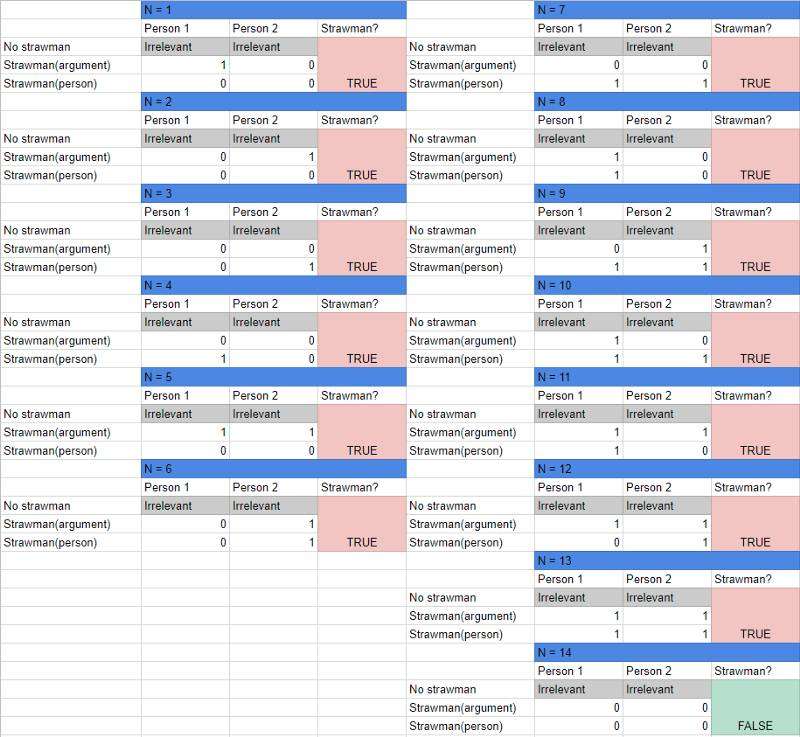 N = 1
Person 1 Person 2 Strawman?
No strawman Irrelevant Irrelevant
Strawman(argument) 1 0
Strawman(person) 0 0 TRUE
N = 2
Person 1 Person 2 Strawman?
No strawman Irrelevant Irrelevant
Strawman(argument) 0 1
Strawman(person) 0 0 TRUE
N = 3
Person 1 Person 2 Strawman?
No strawman Irrelevant Irrelevant
Strawman(argument) 0 0
Strawman(person) 0 1 TRUE
N = 4
Person 1 Person 2 Strawman?
No strawman Irrelevant Irrelevant
Strawman(argument) 0 0
Strawman(person) 1 0 TRUE
N = 5
Person 1 Person 2 Strawman?
No strawman Irrelevant Irrelevant
Strawman(argument) 1 1
Strawman(person) 0 0 TRUE
N = 6
Person 1 Person 2 Strawman?
No strawman Irrelevant Irrelevant
Strawman(argument) 0 1
Strawman(person) 0 1 TRUE
N = 7
Person 1 Person 2 Strawman?
No strawman Irrelevant Irrelevant
Strawman(argument) 0 0
Strawman(person) 1 1 TRUE
N = 8
Person 1 Person 2 Strawman?
No strawman Irrelevant Irrelevant
Strawman(argument) 1 0
Strawman(person) 1 0 TRUE
N = 9
Person 1 Person 2 Strawman?
No strawman Irrelevant Irrelevant
Strawman(argument) 0 1
Strawman(person) 1 1 TRUE
N = 10
Person 1 Person 2 Strawman?
No strawman Irrelevant Irrelevant
Strawman(argument) 1 0
Strawman(person) 1 1 TRUE
N = 11
Person 1 Person 2 Strawman?
No strawman Irrelevant Irrelevant
Strawman(argument) 1 1
Strawman(person) 1 0 TRUE
N = 12
Person 1 Person 2 Strawman?
No strawman Irrelevant Irrelevant
Strawman(argument) 1 1
Strawman(person) 0 1 TRUE
N = 13
Person 1 Person 2 Strawman?
No strawman Irrelevant Irrelevant
Strawman(argument) 1 1
Strawman(person) 1 1 TRUE
N = 14
Person 1 Person 2 Strawman?
No strawman Irrelevant Irrelevant
Strawman(argument) 0 0
Strawman(person) 0 0 FALSE